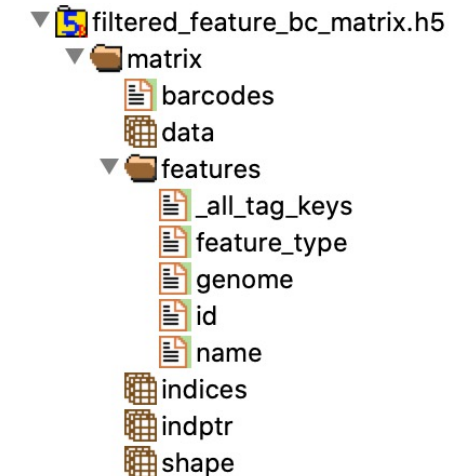 filtered_feature_bc_matrix.h5
matrix
barcodes
data
features
_all_tag_keys
feature_type
genome
id
name
indices
indptr
shape